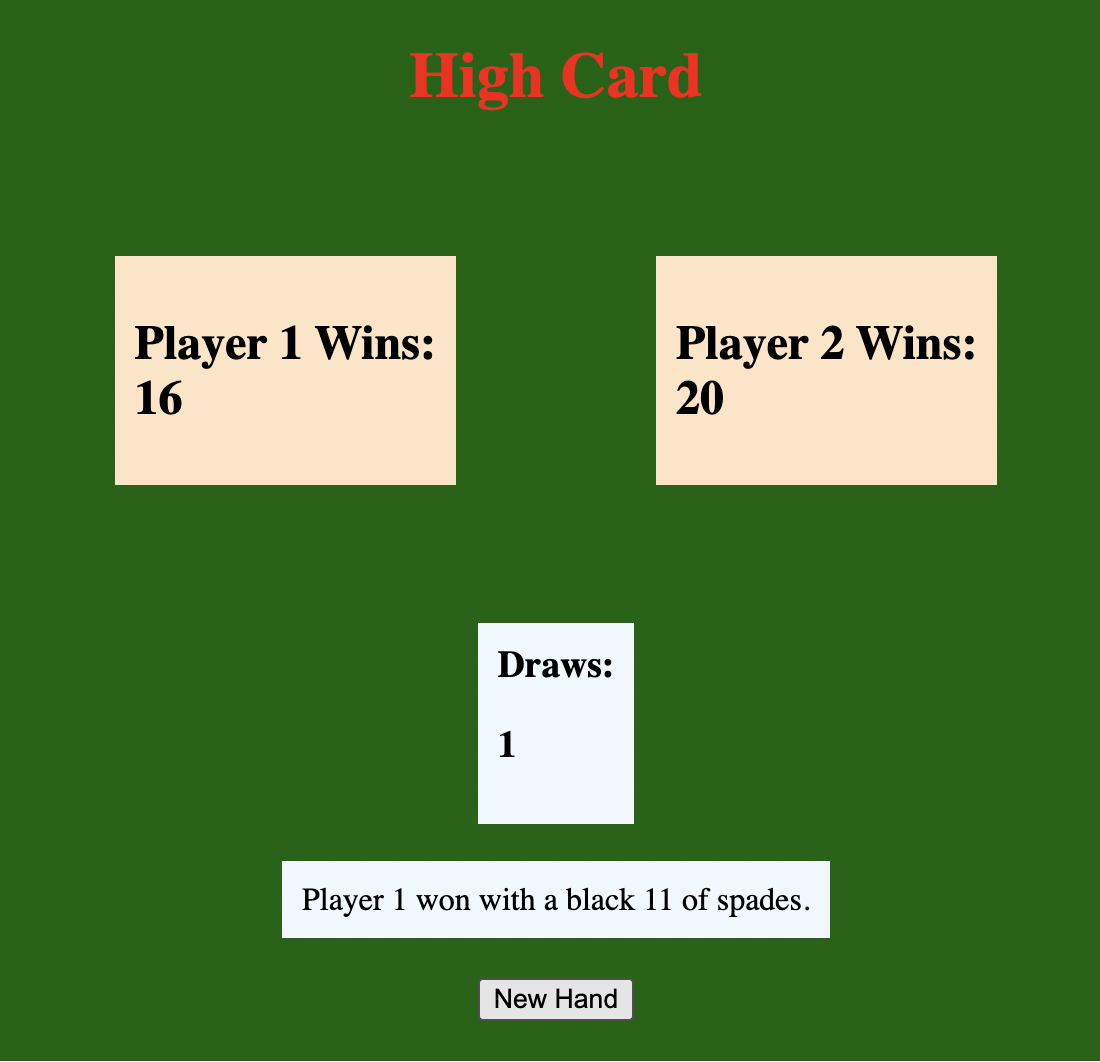 High Card
Player 1 Wins:
16
Player 2 Wins:
20
Draws:
1
Player 1 won with a black 11 of spades.
New Hand